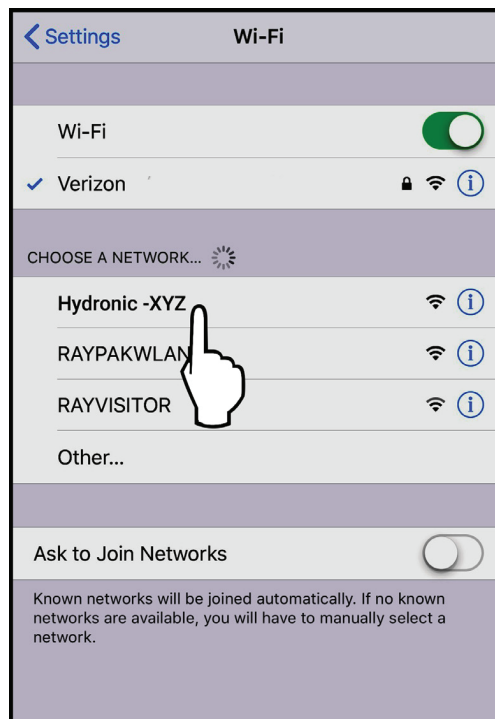 Settings
Wi-Fi
Wi-Fi
Verizon
CHOOSE A NETWORK...
Hydronic -XYZ
RAYPAKWLAN
RAYVISITOR
Other...
Ask to Join Networks
Known networks will be joined automatically. If no known
networks are available, you will have to manually select a
network.